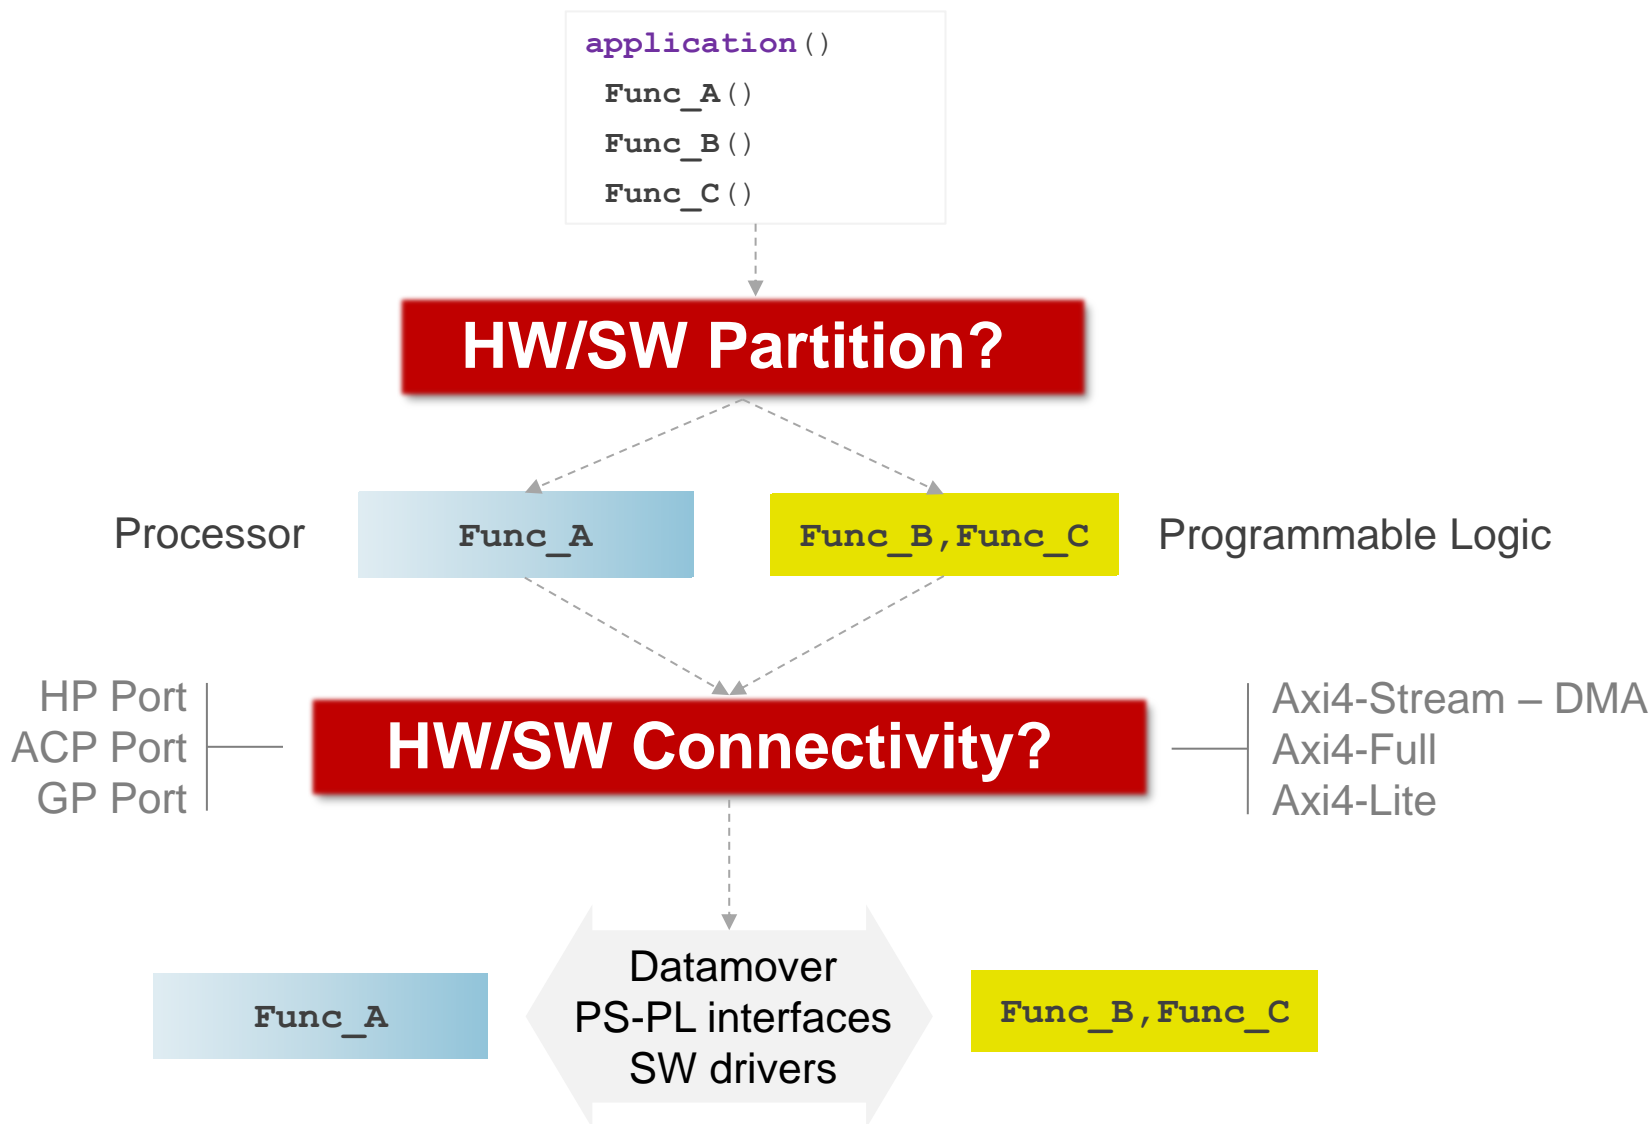 application()
Func_A()
Func_B()
Func_C()
HW/SW Partition?
Processor
Func_A
Func_B,Func_C
Programmable Logic
HP Port
ACP Port
GP Port
HW/SW Connectivity?
Axi4-Stream – DMA
Axi4-Full
Axi4-Lite
Func_A
Datamover
PS-PL interfaces
SW drivers
Func_B,Func_C